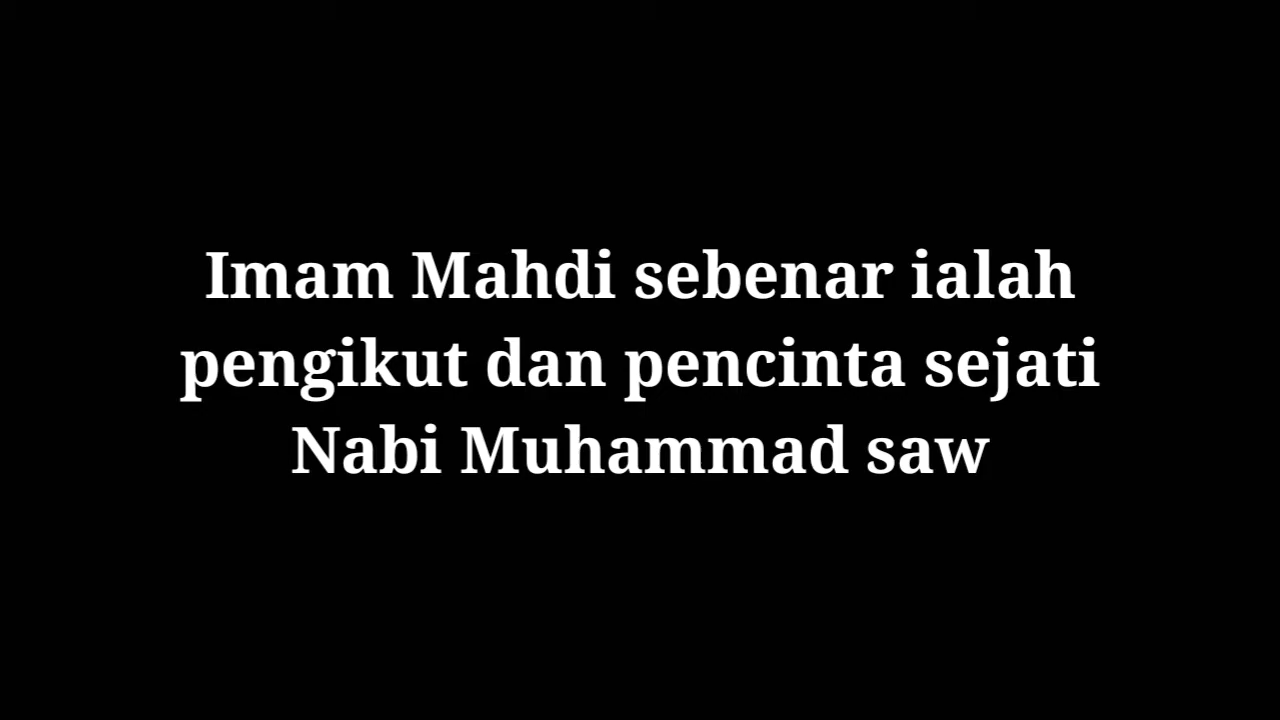 Imam Mahdi sebenar ialah
pengikut dan pencinta sejati
Nabi Muhammad saw